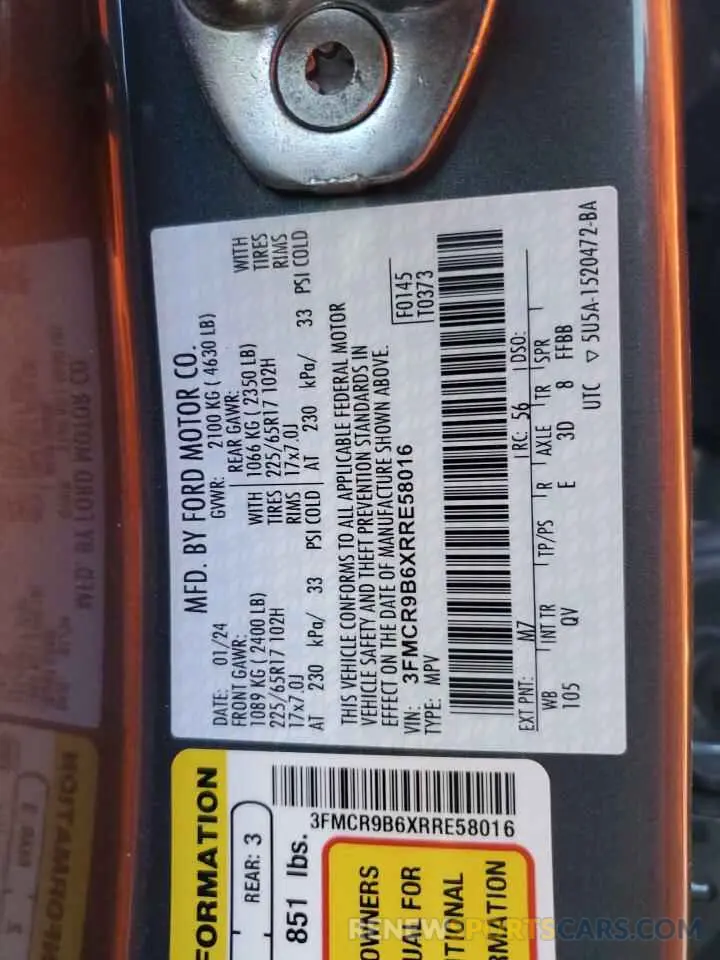 MFD. BY FORD MOTOR CO.
DATE: 01/24 GVWR: 2100 KG ( 4630 LB)
FRONT GAWR: REAR GAWR:
1089 KG ( 2400 LB) WITH 1066 KG ( 2350 LB) WITH
225/65R17 102H TIRES 225/65R17 102H TIRES
17x7.0J RIMS 17x7.0J RIMS
AT 230 kPa/ 33 PSI COLD AT 230 kPa/ 33 PSI COLD
THIS VEHICLE CONFORMS TO ALL APPLICABLE FEDERAL MOTOR
VEHICLE SAFETY AND THEFT PREVENTION STANDARDS IN
EFFECT ON THE DATE OF MANUFACTURE SHOWN ABOVE.
VIN: 3FMCR9B6XRRE58016 F0145
TYPE: MPV T0373
EXT PNT: M7 RC: 56 DSO:
WB INT TR TP/PS R AXLE TR SPR
105 QV E 3D 8 FFBB
UTC ▽ 5U5A-1520472-BA
FORMATION
REAR: 3
851 lbs.
3FMCR9B6XRRE58016
OWNERS
UAL FOR
ITIONAL
RMATION
RENEWSPORTSCARS.COM